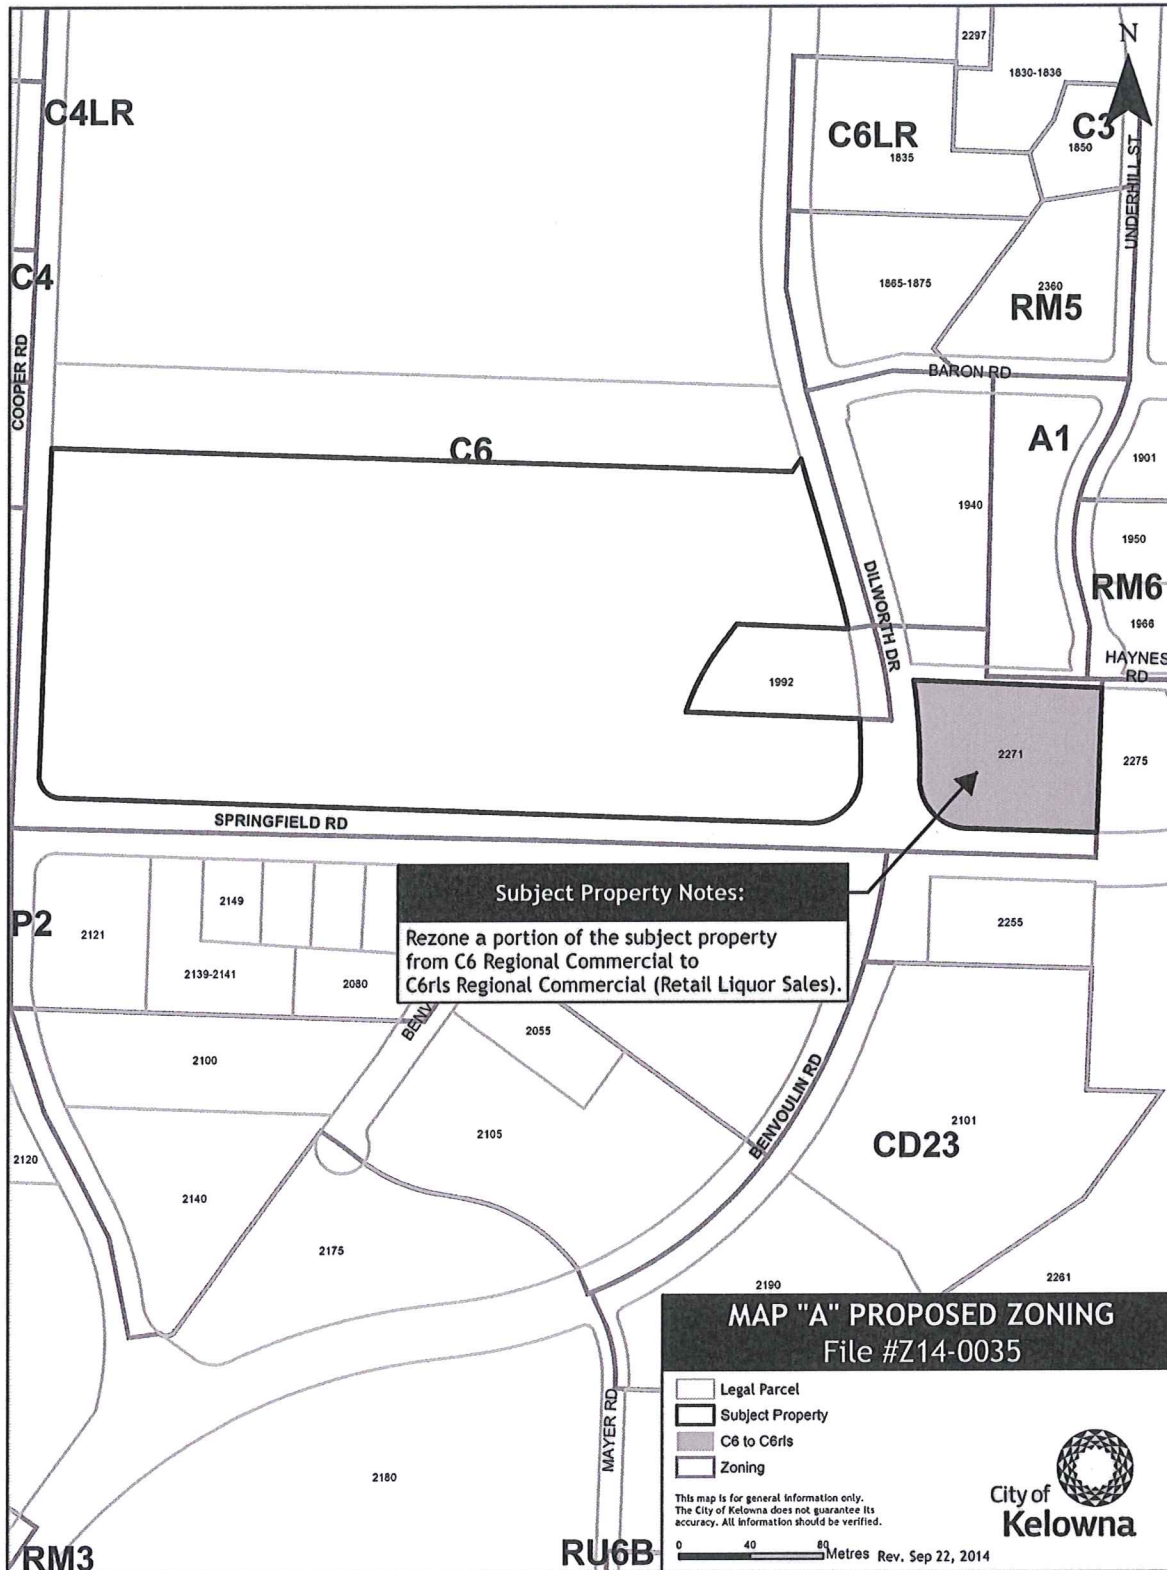 2297
N
1830-1836
C4LR
C6LR
1835
C3
1850
UNDERHILL ST
C4
1865-1875
2360
RM5
COOPER RD
BARON RD
C6
A1
1901
1940
1950
DILWORTH DR
RM6
1966
HAYNES
RD
1992
2271
2275
SPRINGFIELD RD
Subject Property Notes:
Rezone a portion of the subject property
from C6 Regional Commercial to
C6rls Regional Commercial (Retail Liquor Sales).
P2
2121
2149
2139-2141
2080
2255
BENV
2055
2100
2105
BENVOULIN RD
2101
CD23
2120
2140
2175
2190
2261
MAP "A" PROPOSED ZONING
File #Z14-0035
Legal Parcel
Subject Property
C6 to C6rls
Zoning
This map is for general information only.
The City of Kelowna does not guarantee its
accuracy. All information should be verified.
0 40 80 Metres Rev. Sep 22, 2014
City of
Kelowna
MAYER RD
2180
RM3
RU6B